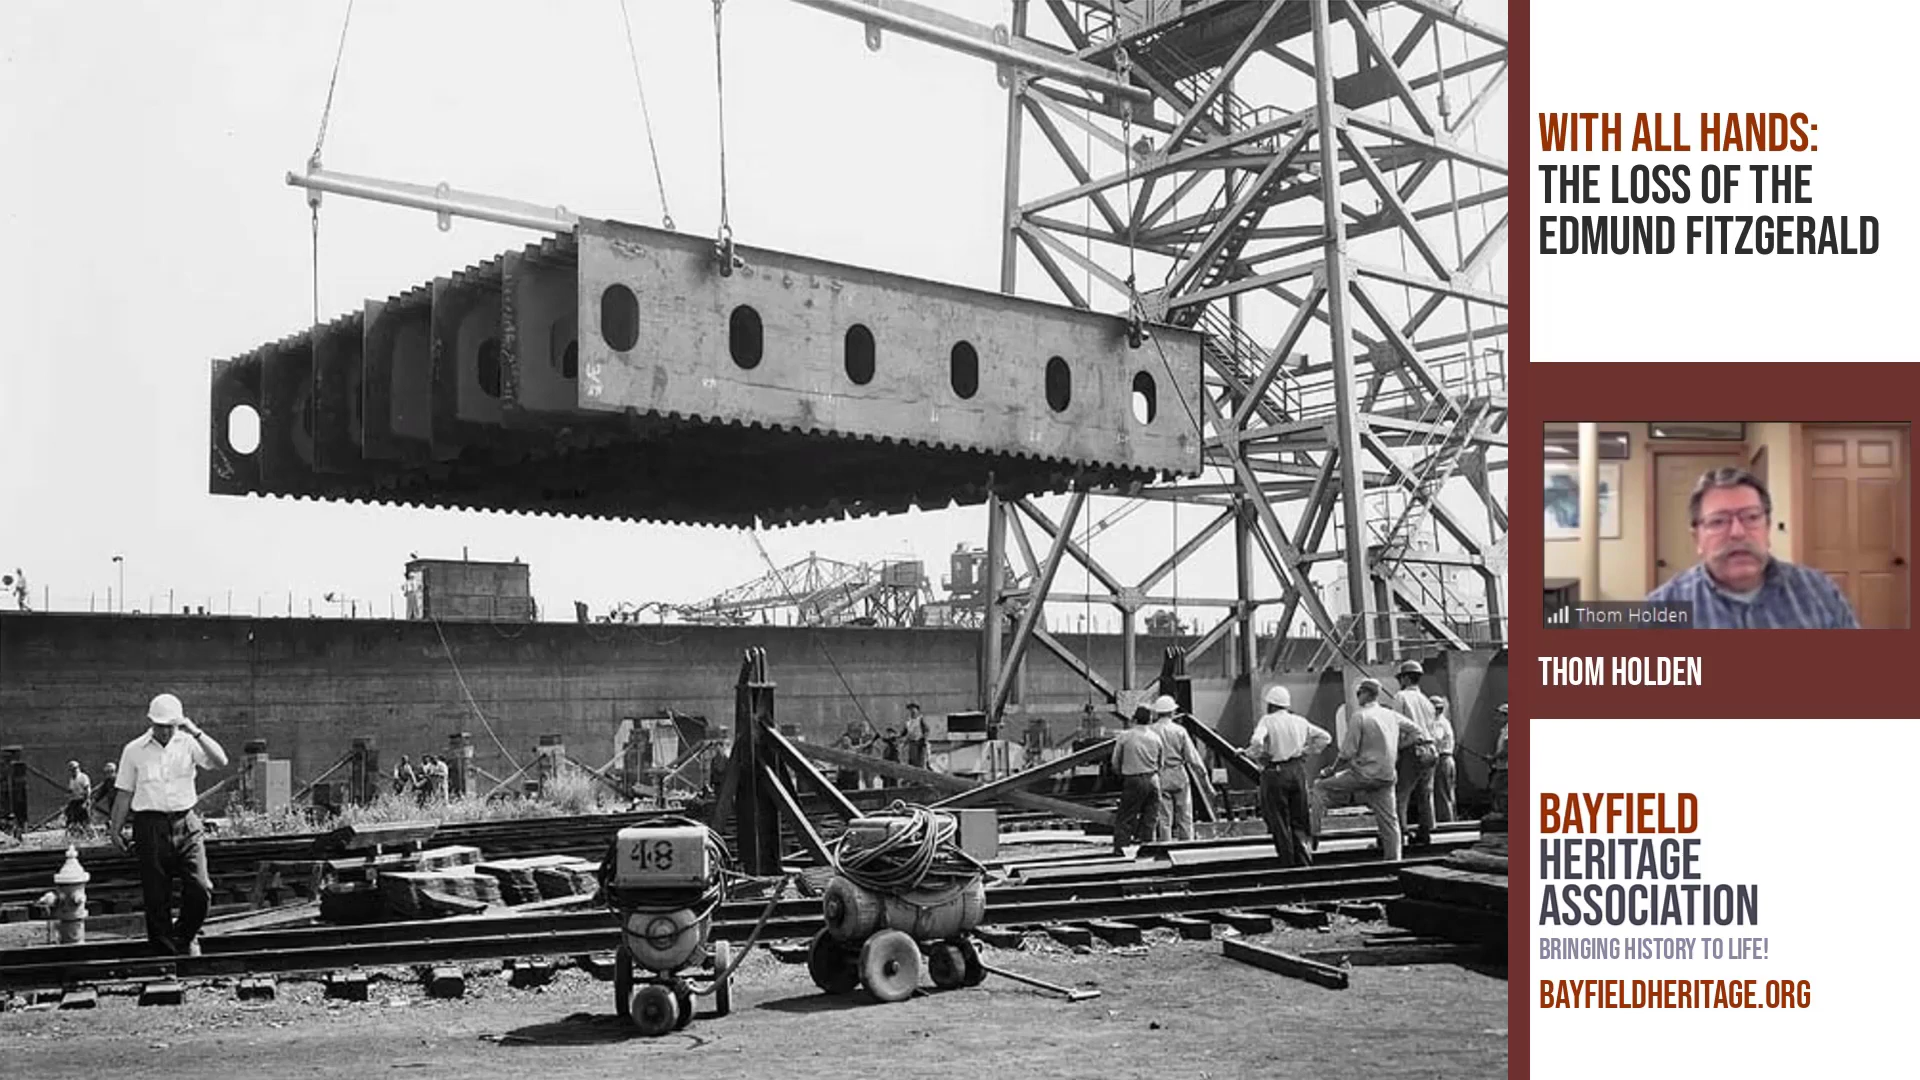 WITH ALL HANDS:
THE LOSS OF THE
EDMUND FITZGERALD
Thom Holden
THOM HOLDEN
BAYFIELD
HERITAGE
ASSOCIATION
BRINGING HISTORY TO LIFE!
BAYFIELDHERITAGE.ORG
48